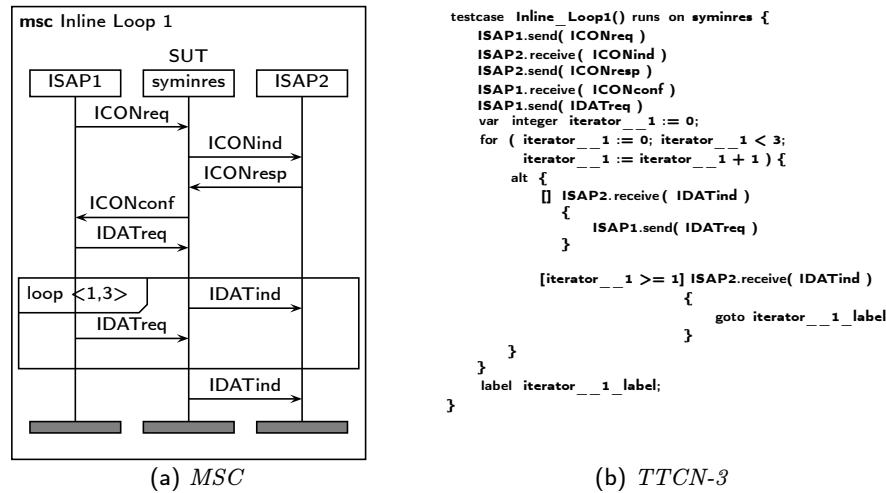 msc Inline Loop 1
SUT
ISAP1 syminres ISAP2
ICONreq
ICONind
ICONresp
ICONconf
IDATreq
loop <1,3>
IDATind
IDATreq
IDATind
(a) MSC
testcase Inline_Loop1() runs on syminres {
ISAP1.send( ICONreq )
ISAP2.receive( ICONind )
ISAP2.send( ICONresp )
ISAP1.receive( ICONconf )
ISAP1.send( IDATreq )
var integer iterator__1 := 0;
for ( iterator__1 := 0; iterator__1 < 3;
iterator__1 := iterator__1 + 1 ) {
alt {
[] ISAP2.receive( IDATind )
{
ISAP1.send( IDATreq )
}
[iterator__1 >= 1] ISAP2.receive( IDATind )
{
goto iterator__1_label
}
}
}
label iterator__1_label;
}
(b) TTCN-3